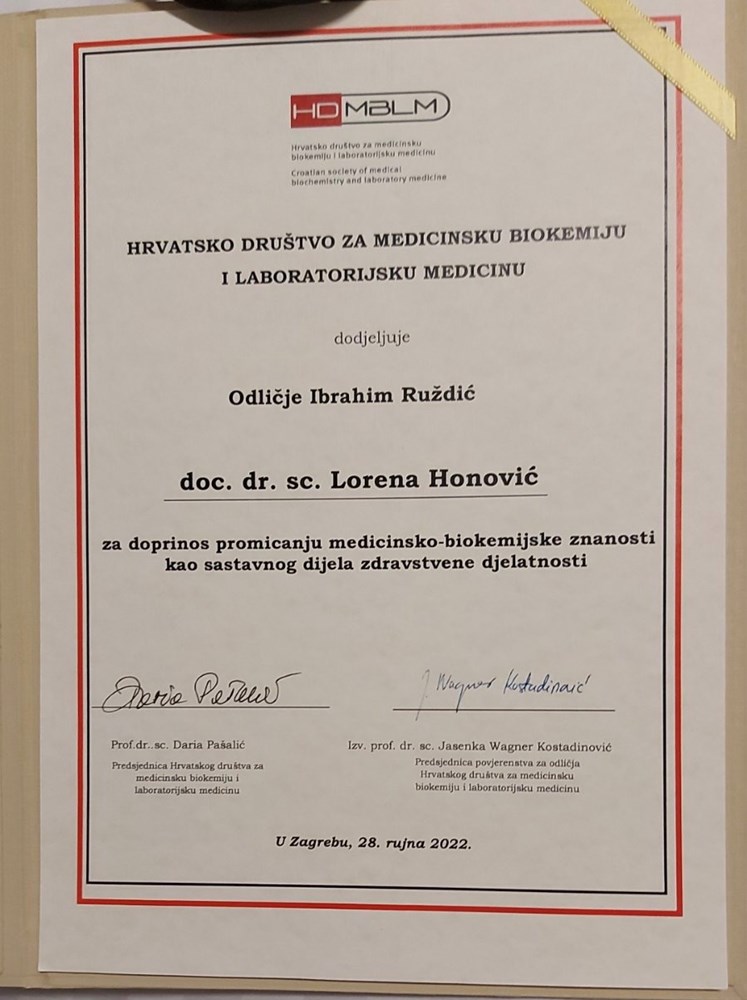 HDMBLM
Hrvatsko društvo za medicinsku
biokemiju i laboratorijsku medicinu
Croatian society of medical
biochemistry and laboratory medicine
HRVATSKO DRUŠTVO ZA MEDICINSKU BIOKEMIJU
I LABORATORIJSKU MEDICINU
dodjeljuje
Odličje Ibrahim Ruždić
doc. dr. sc. Lorena Honović
za doprinos promicanju medicinsko-biokemijske znanosti
kao sastavnog dijela zdravstvene djelatnosti
Daria Pašalić
J. Wagner Kostadinović
Prof.dr..sc. Daria Pašalić
Predsjednica Hrvatskog društva za
medicinsku biokemiju i
laboratorijsku medicinu
Izv. prof. dr. sc. Jasenka Wagner Kostadinović
Predsjednica povjerenstva za odličja
Hrvatskog društva za medicinsku
biokemiju i laboratorijsku medicinu
U Zagrebu, 28. rujna 2022.